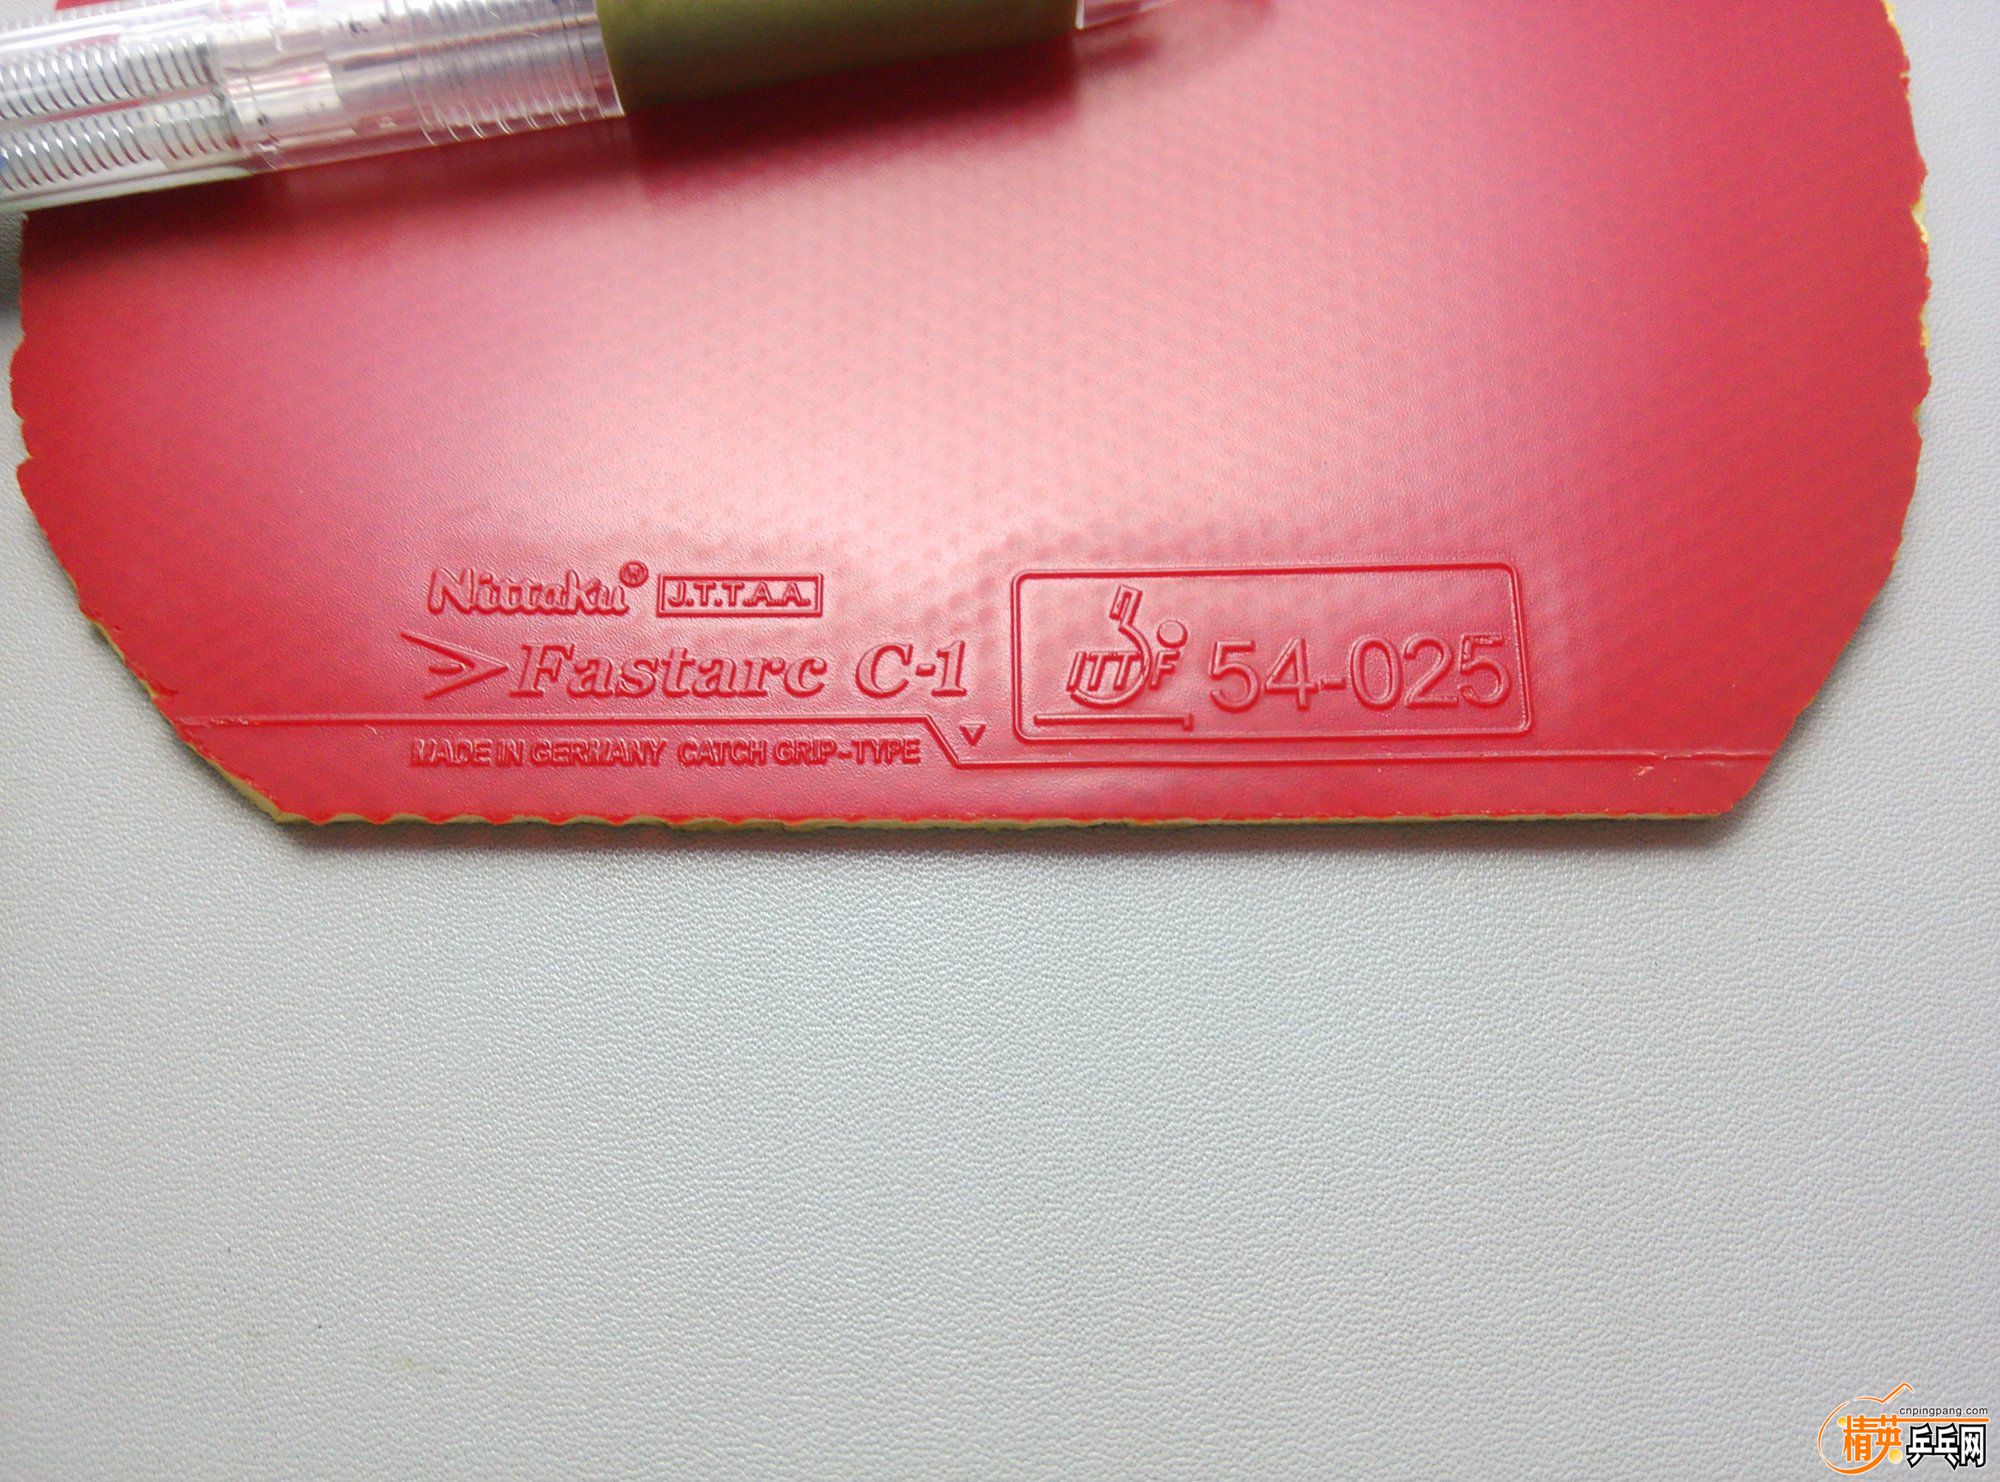 Nittaku® J.T.T.A.A.
Fastarc C-1
ITTF 54-025
MADE IN GERMANY CATCH GRIP-TYPE
cnpingpang.com
精英乒乓网